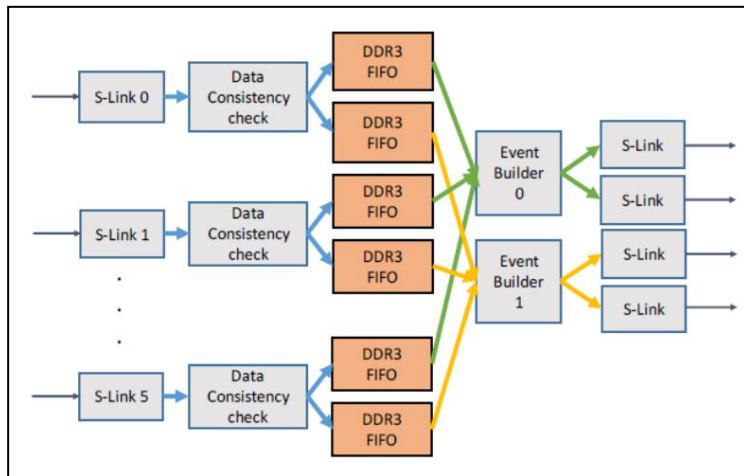 S-Link 0
Data
Consistency
check
DDR3
FIFO
DDR3
FIFO
S-Link 1
Data
Consistency
check
DDR3
FIFO
DDR3
FIFO
.
.
.
S-Link 5
Data
Consistency
check
DDR3
FIFO
DDR3
FIFO
Event
Builder
0
Event
Builder
1
S-Link
S-Link
S-Link
S-Link